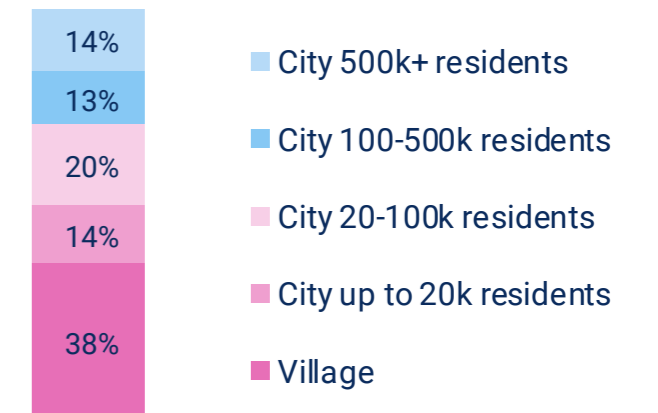 14%
13%
20%
14%
38%
City 500k+ residents
City 100-500k residents
City 20-100k residents
City up to 20k residents
Village